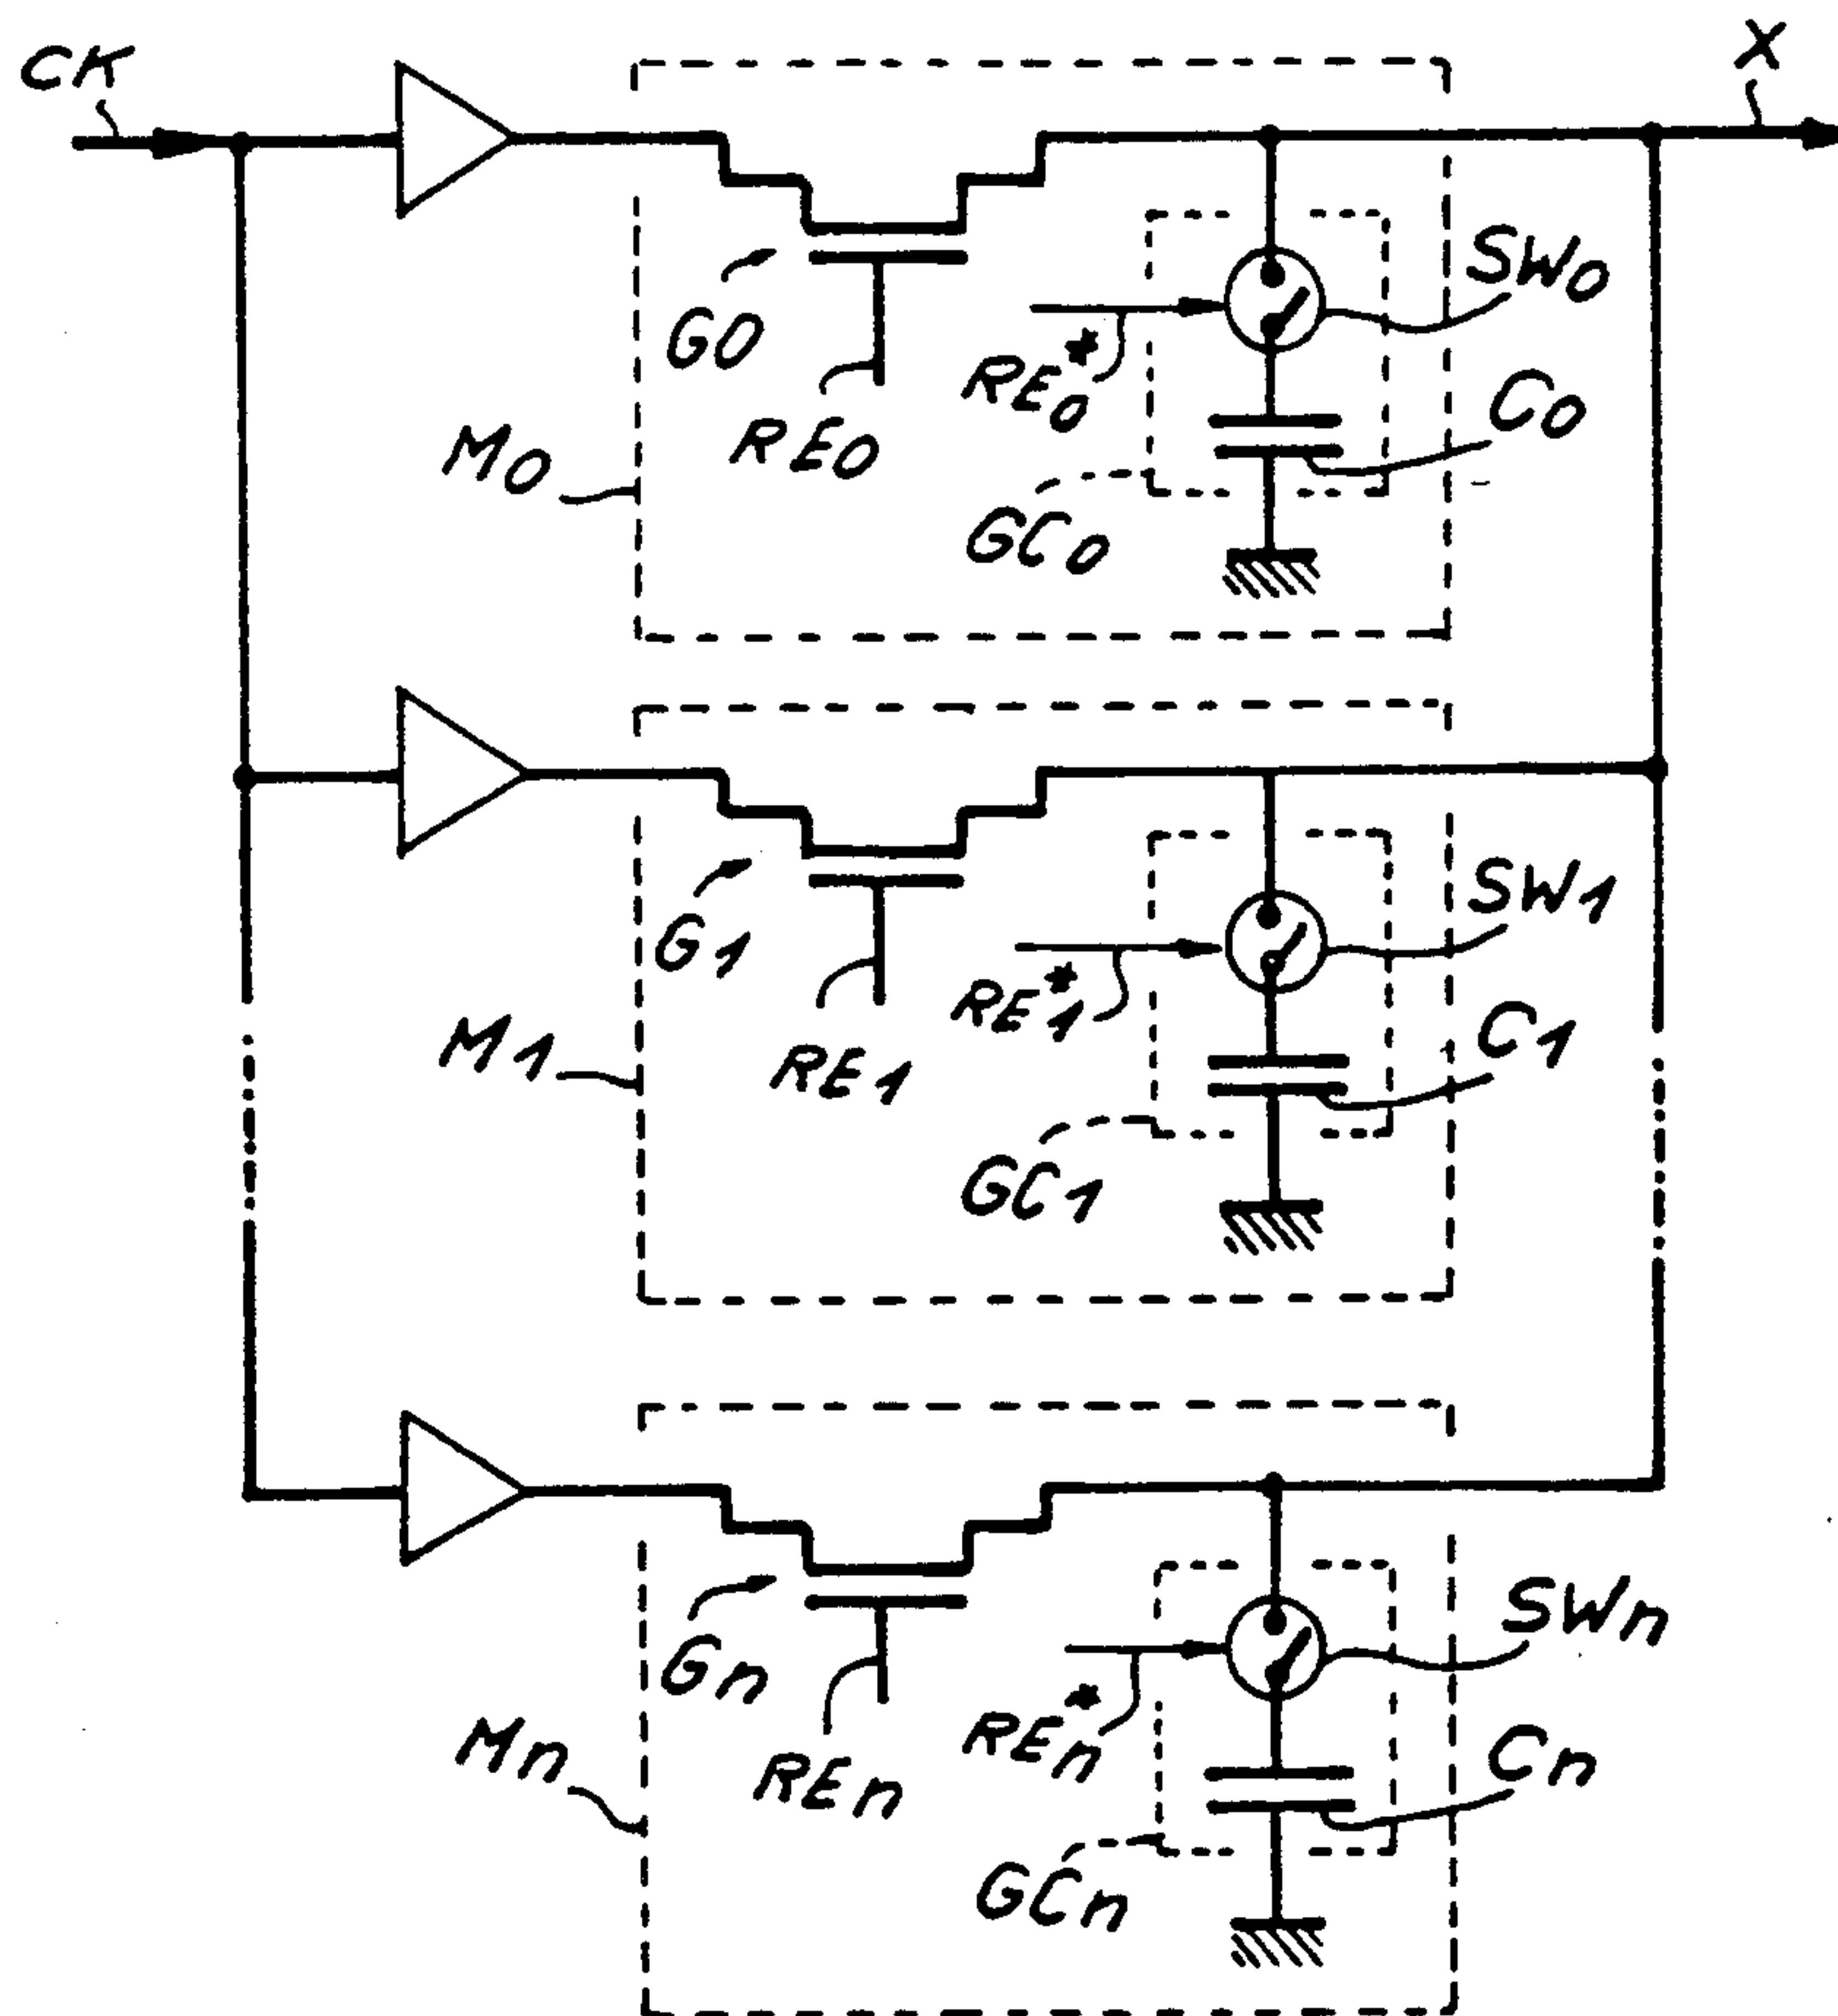 CK
X
SW0
G0
RE0*
C0
RE0
M0
GC0
SW1
G1
RE1*
C1
M1
RE1
GC1
SWn
Gn
REn*
Cn
Mn
REn
GCn